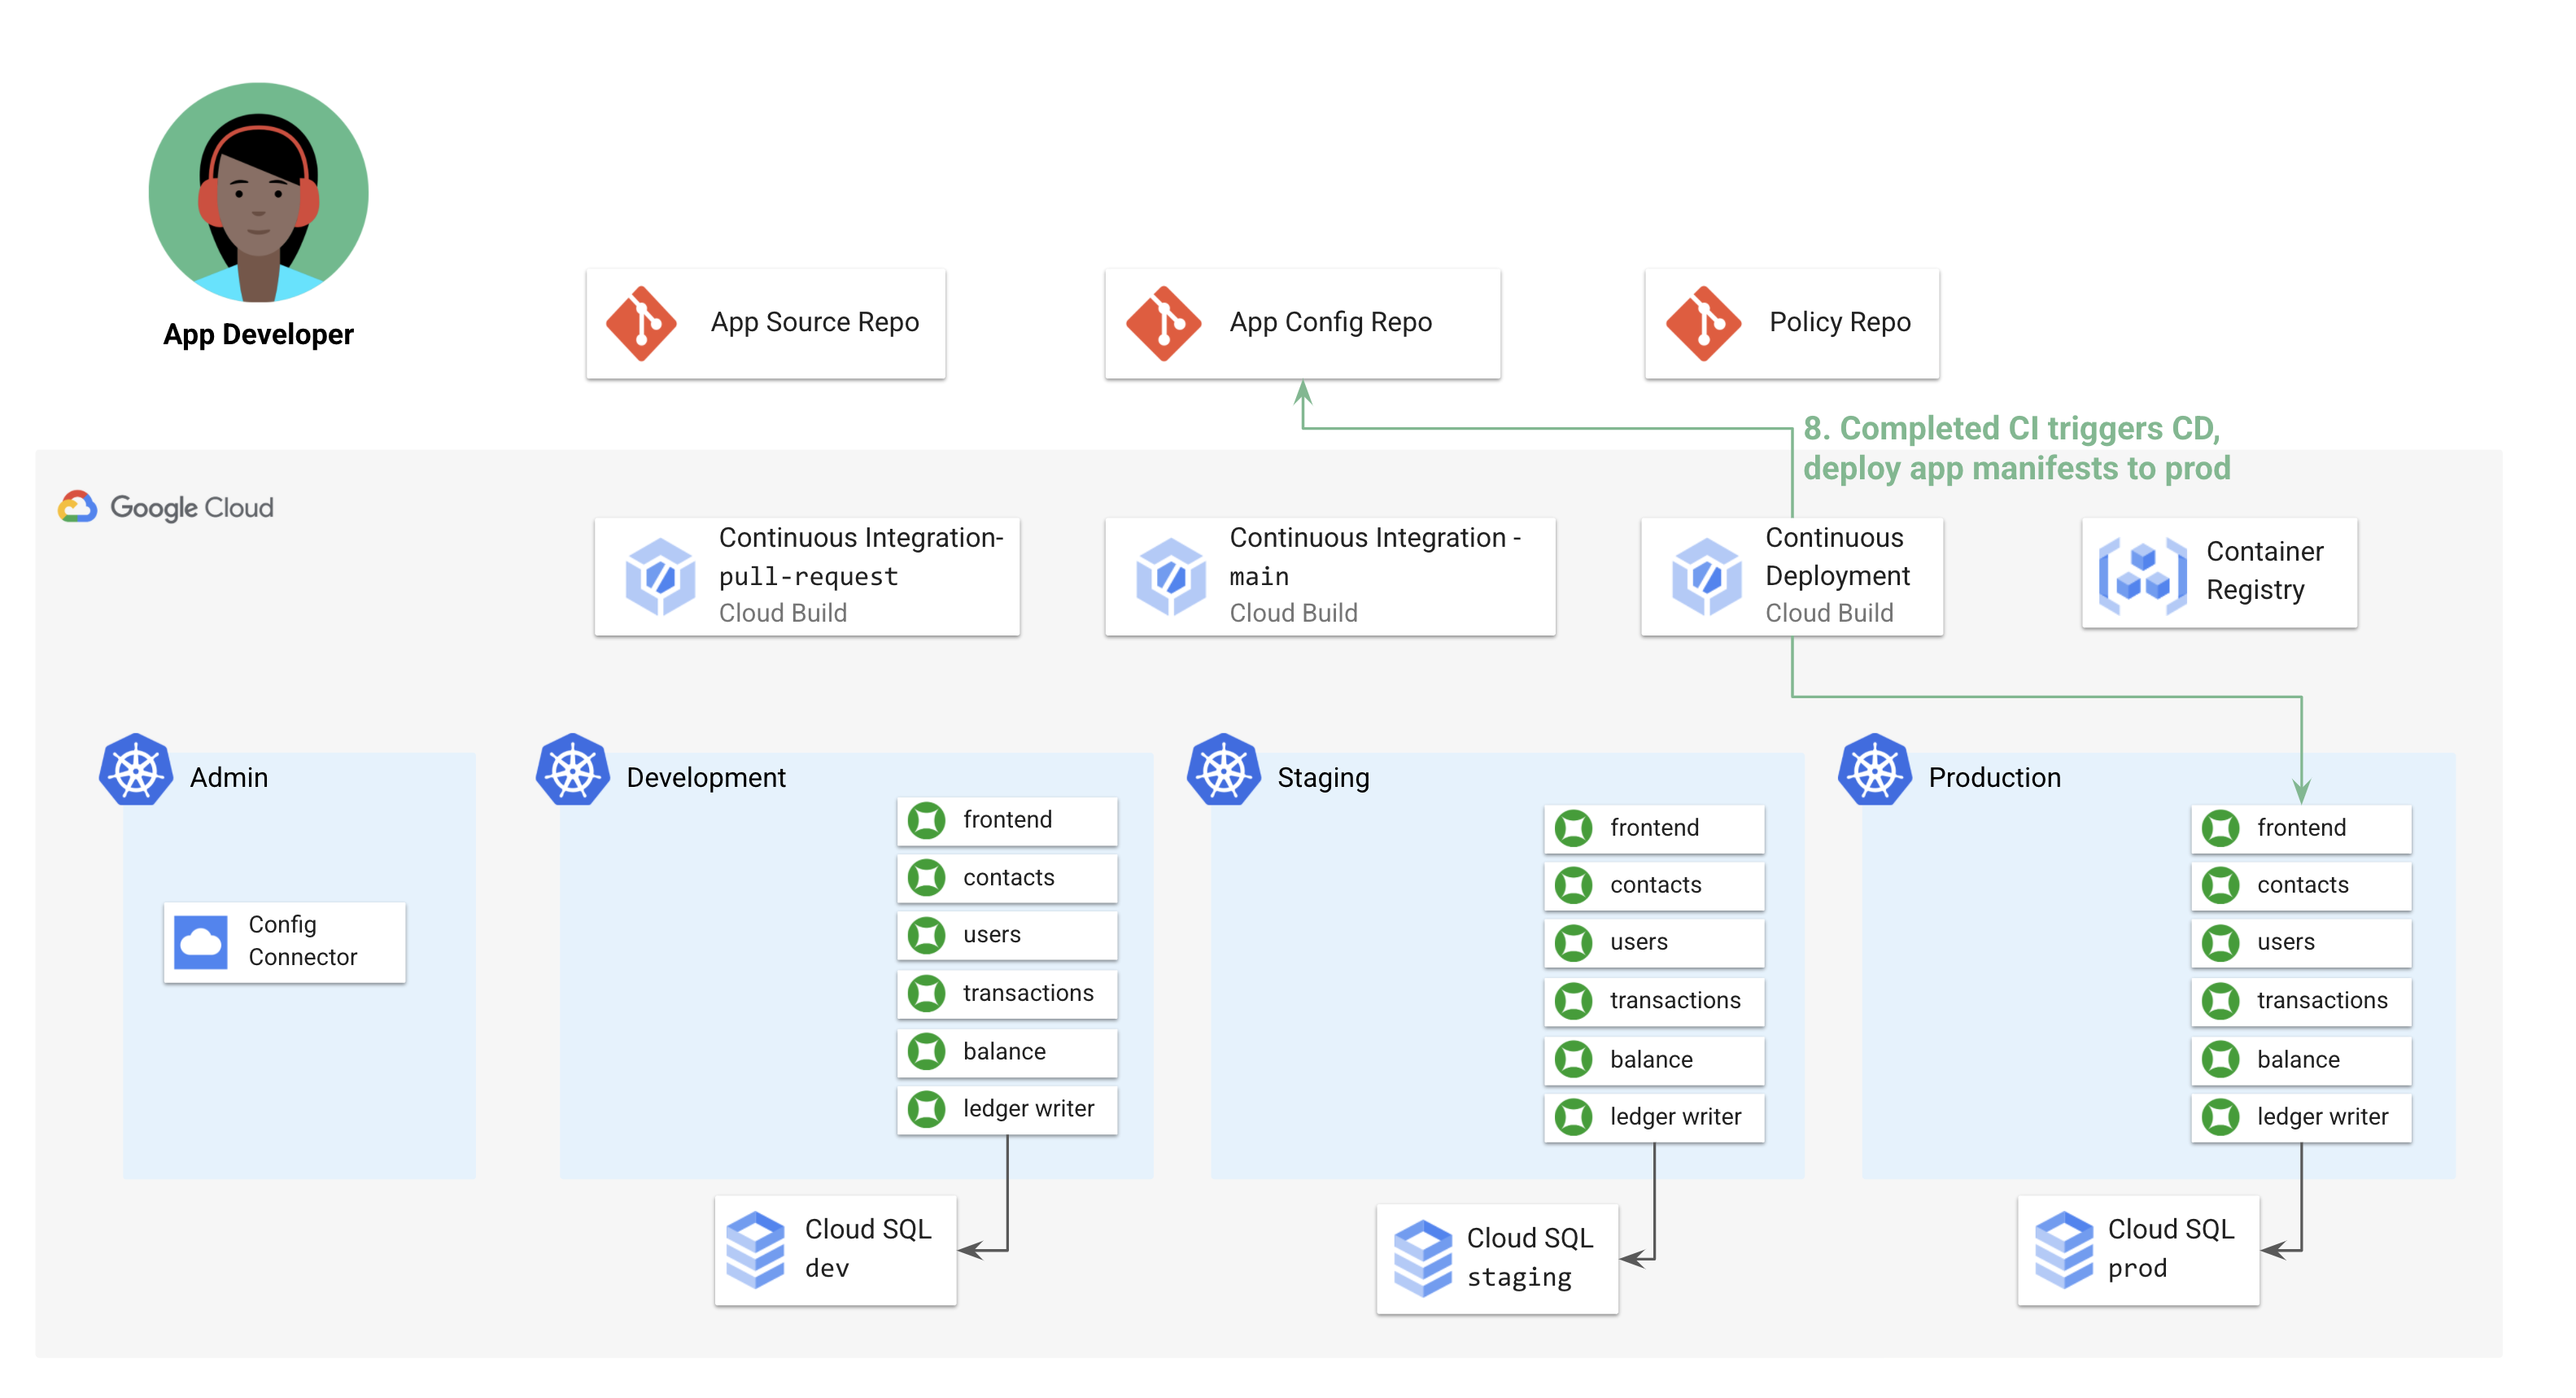 App Developer
App Source Repo
App Config Repo
Policy Repo
8. Completed CI triggers CD,
deploy app manifests to prod
Google Cloud
Continuous Integration-
pull-request
Cloud Build
Continuous Integration -
main
Cloud Build
Continuous
Deployment
Cloud Build
Container
Registry
Admin
Config
Connector
Development
frontend
contacts
users
transactions
balance
ledger writer
Cloud SQL
dev
Staging
frontend
contacts
users
transactions
balance
ledger writer
Cloud SQL
staging
Production
frontend
contacts
users
transactions
balance
ledger writer
Cloud SQL
prod